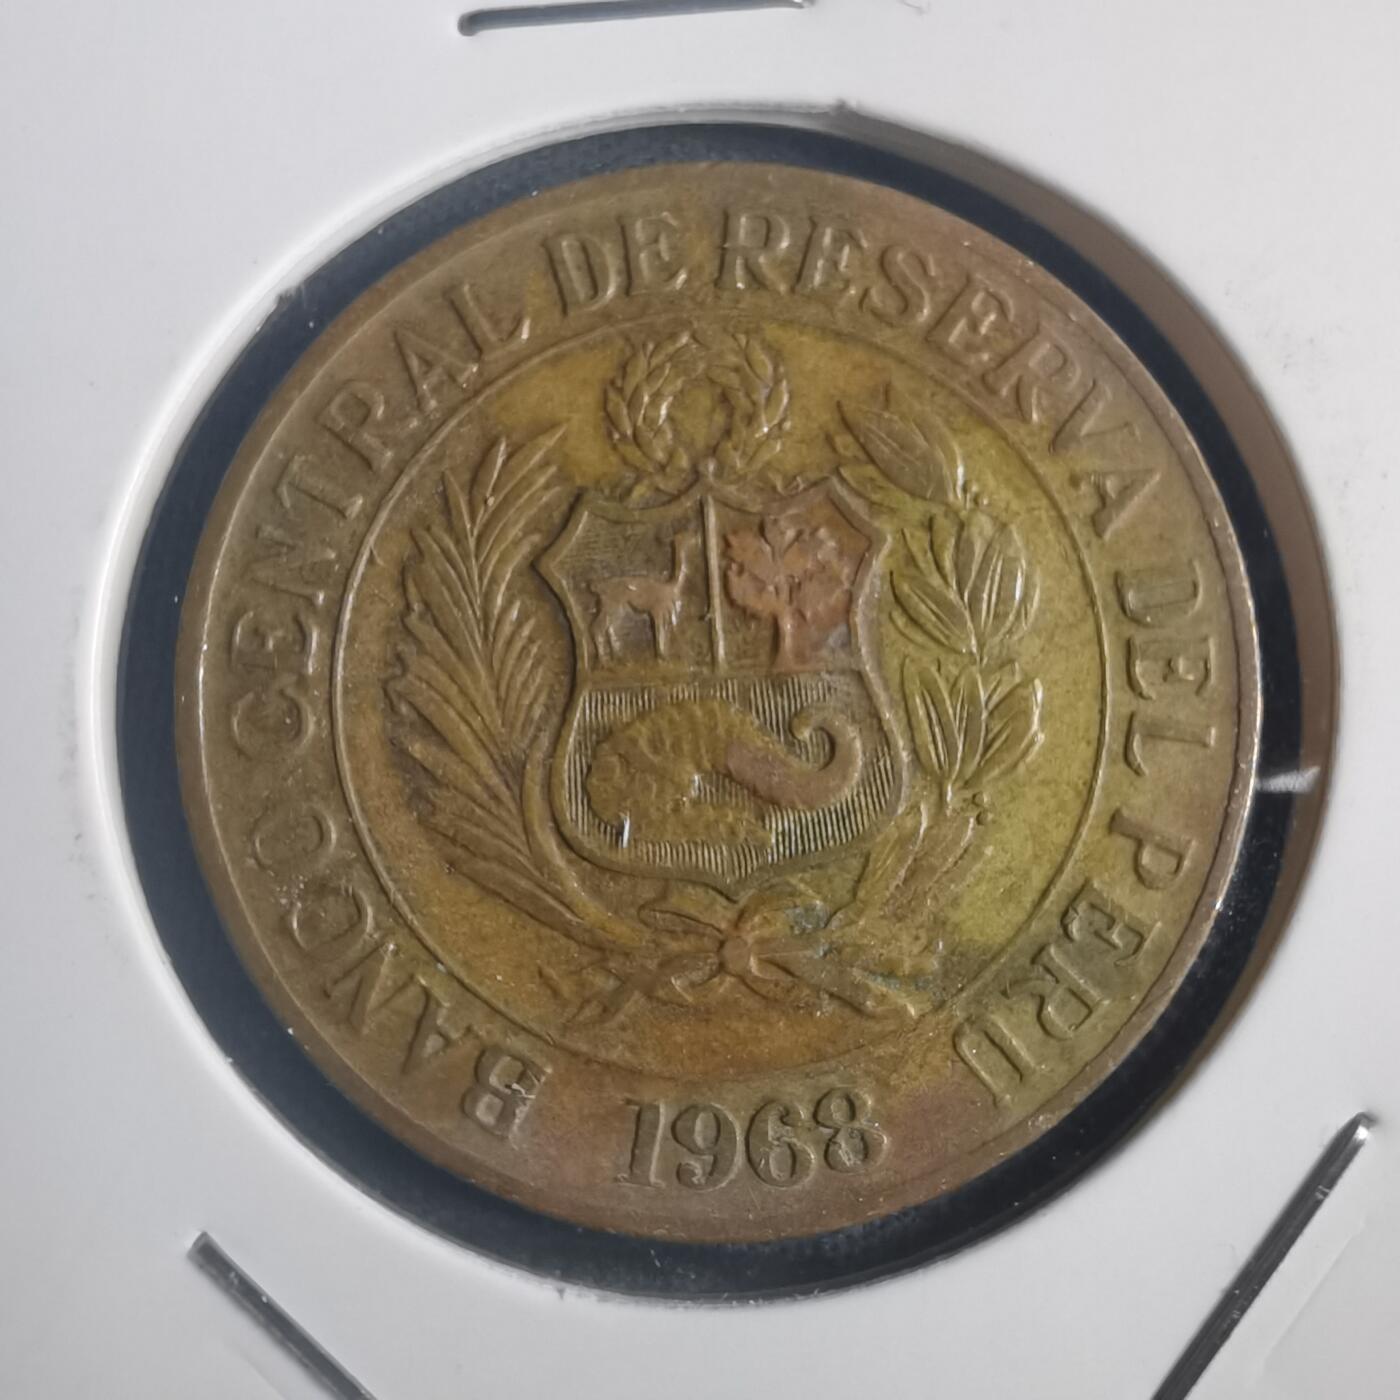 BANCO CENTRAL DE RESERVA DEL PERU
1968